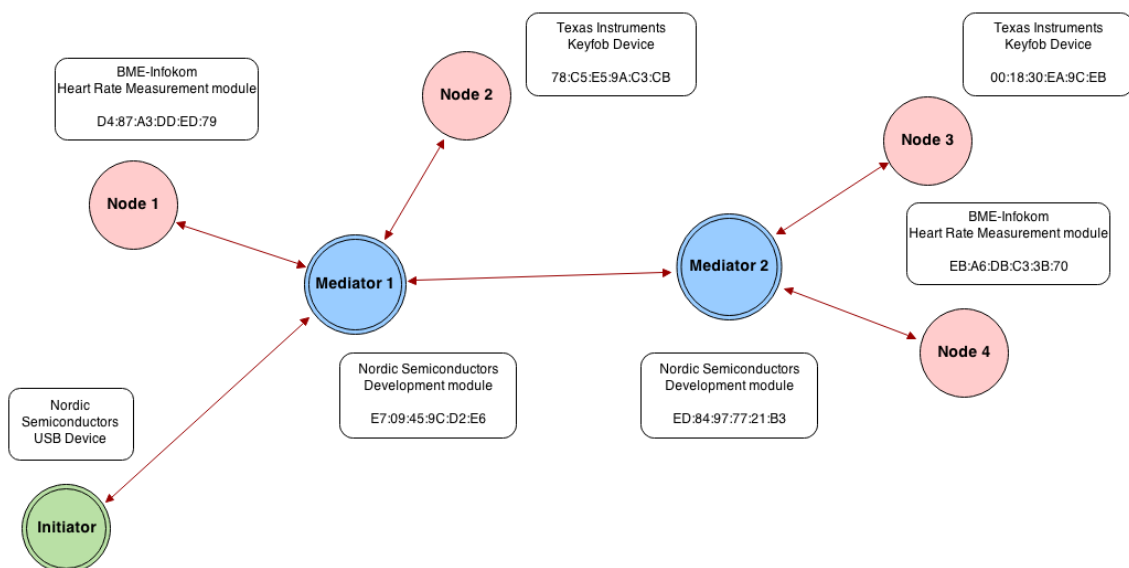 Texas Instruments
Keyfob Device
78:C5:E5:9A:C3:CB
Texas Instruments
Keyfob Device
00:18:30:EA:9C:EB
BME-Infokom
Heart Rate Measurement module
D4:87:A3:DD:ED:79
Node 2
Node 3
Node 1
BME-Infokom
Heart Rate Measurement module
EB:A6:DB:C3:3B:70
Mediator 1
Mediator 2
Node 4
Nordic Semiconductors
Development module
E7:09:45:9C:D2:E6
Nordic Semiconductors
Development module
ED:84:97:77:21:B3
Nordic
Semiconductors
USB Device
Initiator